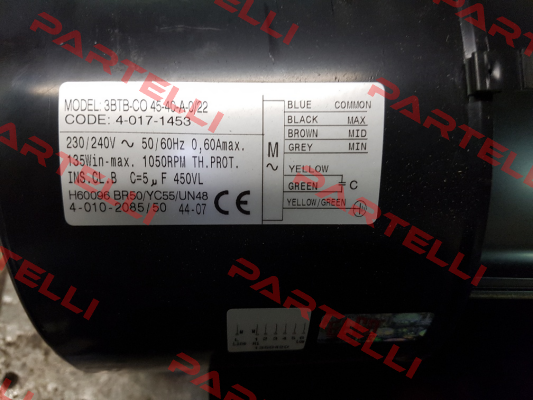 MODEL: 3BTB-CO 45-40-A-0/22
CODE: 4-017-1453
230/240V ~ 50/60Hz 0,60Amax.
135Win-max. 1050RPM TH.PROT.
INS.CL.B C=5µF 450VL
H60096 BR50/YC55/UN48
4-010-2085/50 44-07 CE
M
~
BLUE COMMON
BLACK MAX
BROWN MID
GREY MIN
YELLOW
GREEN C
YELLOW/GREEN
PARTELLI
PARTELLI
PARTELLI
PARTELLI
PARTELLI